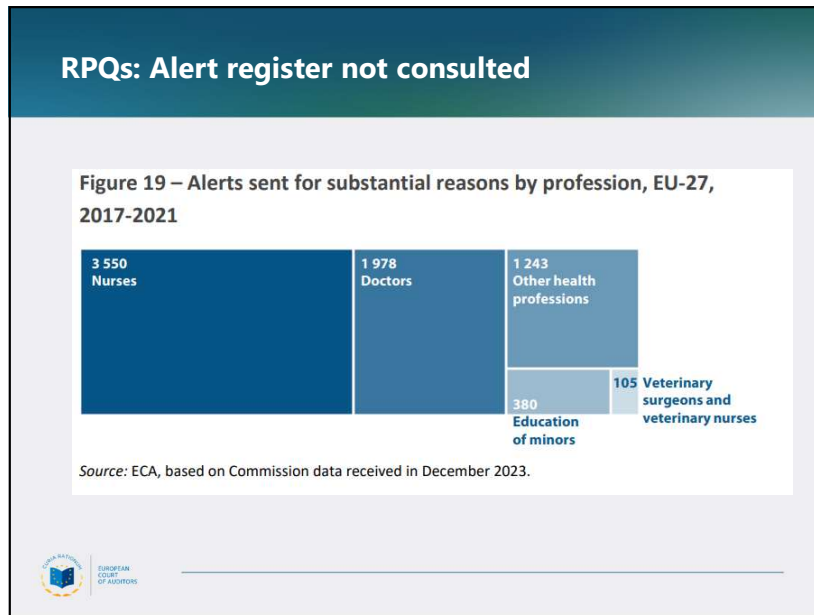 RPQs: Alert register not consulted
Figure 19 – Alerts sent for substantial reasons by profession, EU-27,
2017-2021
3 550
Nurses
1 978
Doctors
1 243
Other health
professions
380
Education
of minors
105 Veterinary
surgeons and
veterinary nurses
Source: ECA, based on Commission data received in December 2023.
CURIA RATIONUM
EUROPEAN
COURT
OF AUDITORS